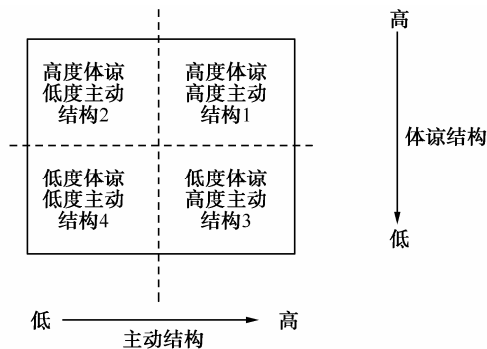 高度体谅
低度主动
结构2
高度体谅
高度主动
结构1
低度体谅
低度主动
结构4
低度体谅
高度主动
结构3
高
体谅结构
低
低
高
主动结构